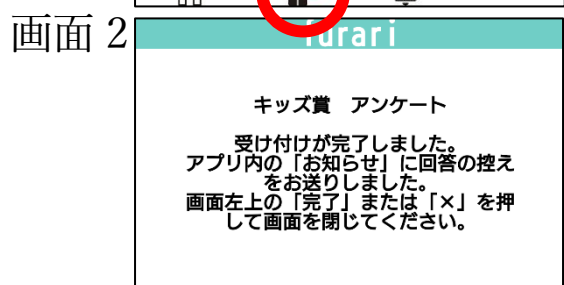 画面 2
furari
キッズ賞　アンケート
受け付けが完了しました。
アプリ内の「お知らせ」に回答の控え
をお送りしました。
画面左上の「完了」または「×」を押
して画面を閉じてください。